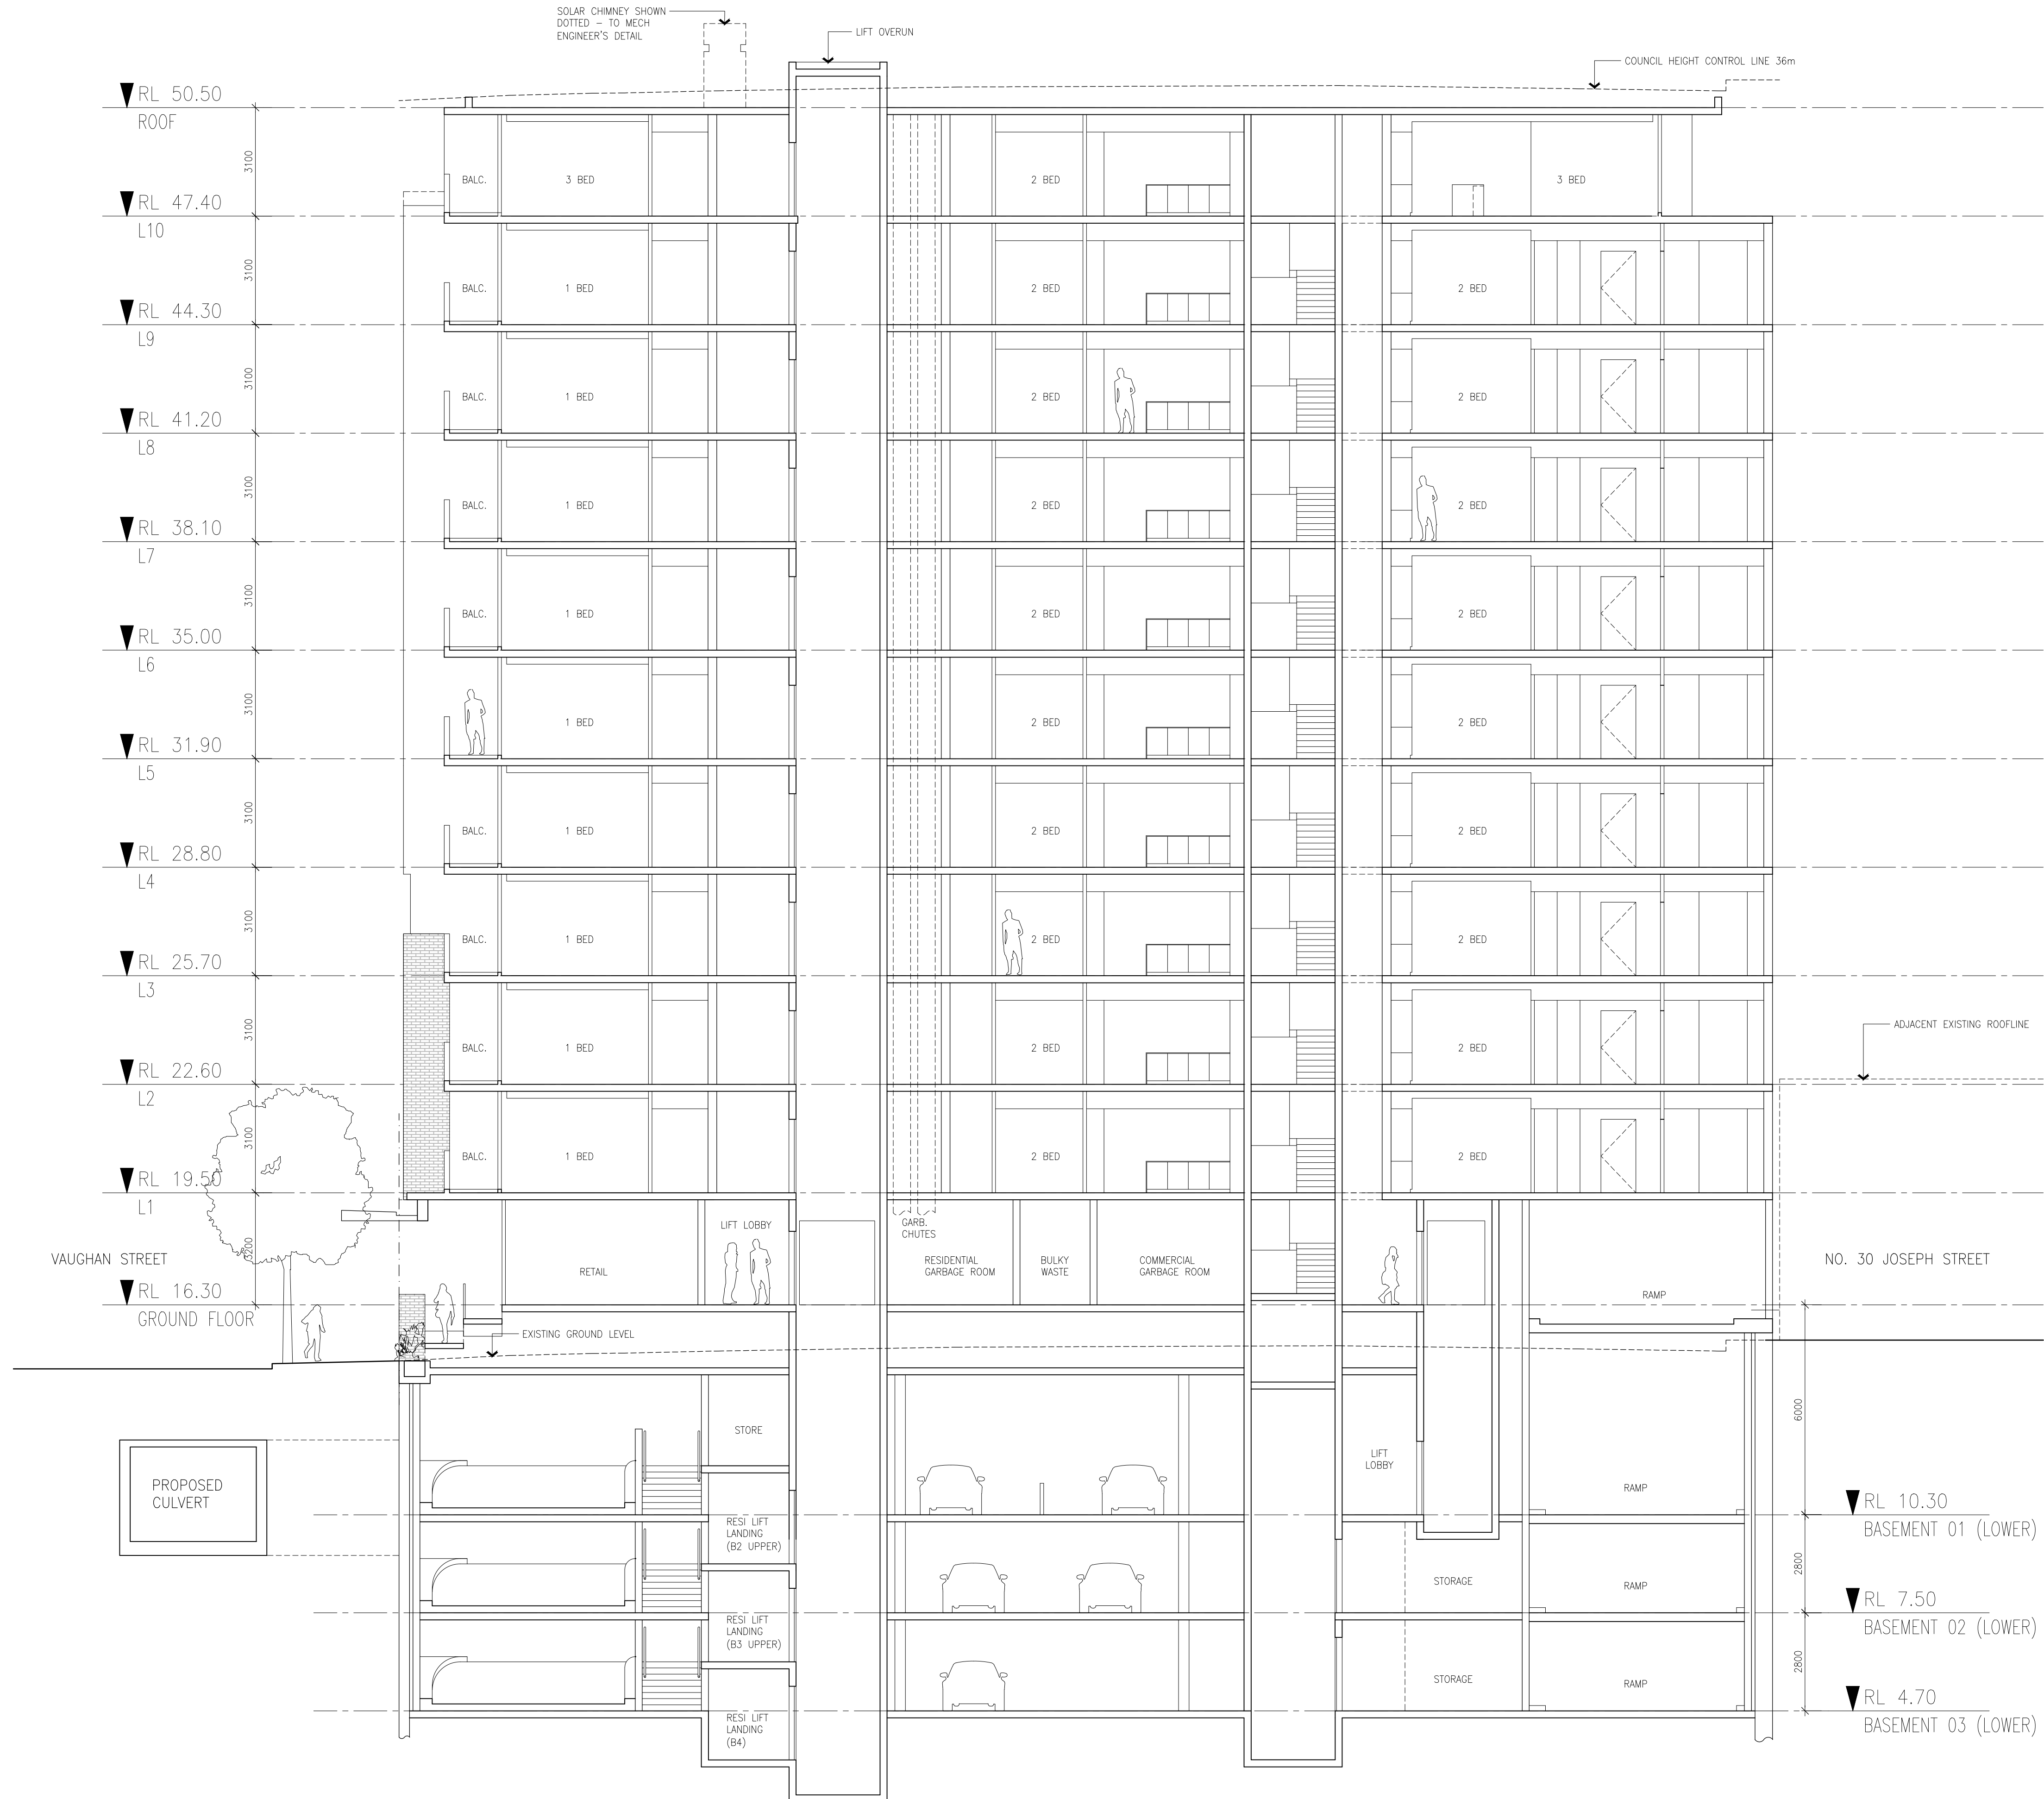 SOLAR CHIMNEY SHOWN
DOTTED – TO MECH
ENGINEER'S DETAIL
LIFT OVERUN
COUNCIL HEIGHT CONTROL LINE 36m
RL 50.50
ROOF
3100
BALC.
3 BED
2 BED
3 BED
RL 47.40
L10
3100
BALC.
1 BED
2 BED
2 BED
RL 44.30
L9
3100
BALC.
1 BED
2 BED
2 BED
RL 41.20
L8
3100
BALC.
1 BED
2 BED
2 BED
RL 38.10
L7
3100
BALC.
1 BED
2 BED
2 BED
RL 35.00
L6
3100
1 BED
2 BED
2 BED
RL 31.90
L5
3100
BALC.
1 BED
2 BED
2 BED
RL 28.80
L4
3100
BALC.
1 BED
2 BED
2 BED
RL 25.70
L3
ADJACENT EXISTING ROOFLINE
3100
BALC.
1 BED
2 BED
2 BED
RL 22.60
L2
3100
BALC.
1 BED
2 BED
2 BED
RL 19.50
L1
3200
VAUGHAN STREET
RETAIL
LIFT LOBBY
GARB.
CHUTES
RESIDENTIAL
GARBAGE ROOM
BULKY
WASTE
COMMERCIAL
GARBAGE ROOM
RAMP
NO. 30 JOSEPH STREET
RL 16.30
GROUND FLOOR
EXISTING GROUND LEVEL
6000
STORE
LIFT
LOBBY
RAMP
PROPOSED
CULVERT
RL 10.30
BASEMENT 01 (LOWER)
RESI LIFT
LANDING
(B2 UPPER)
2800
STORAGE
RAMP
RL 7.50
BASEMENT 02 (LOWER)
RESI LIFT
LANDING
(B3 UPPER)
2800
STORAGE
RAMP
RL 4.70
BASEMENT 03 (LOWER)
RESI LIFT
LANDING
(B4)